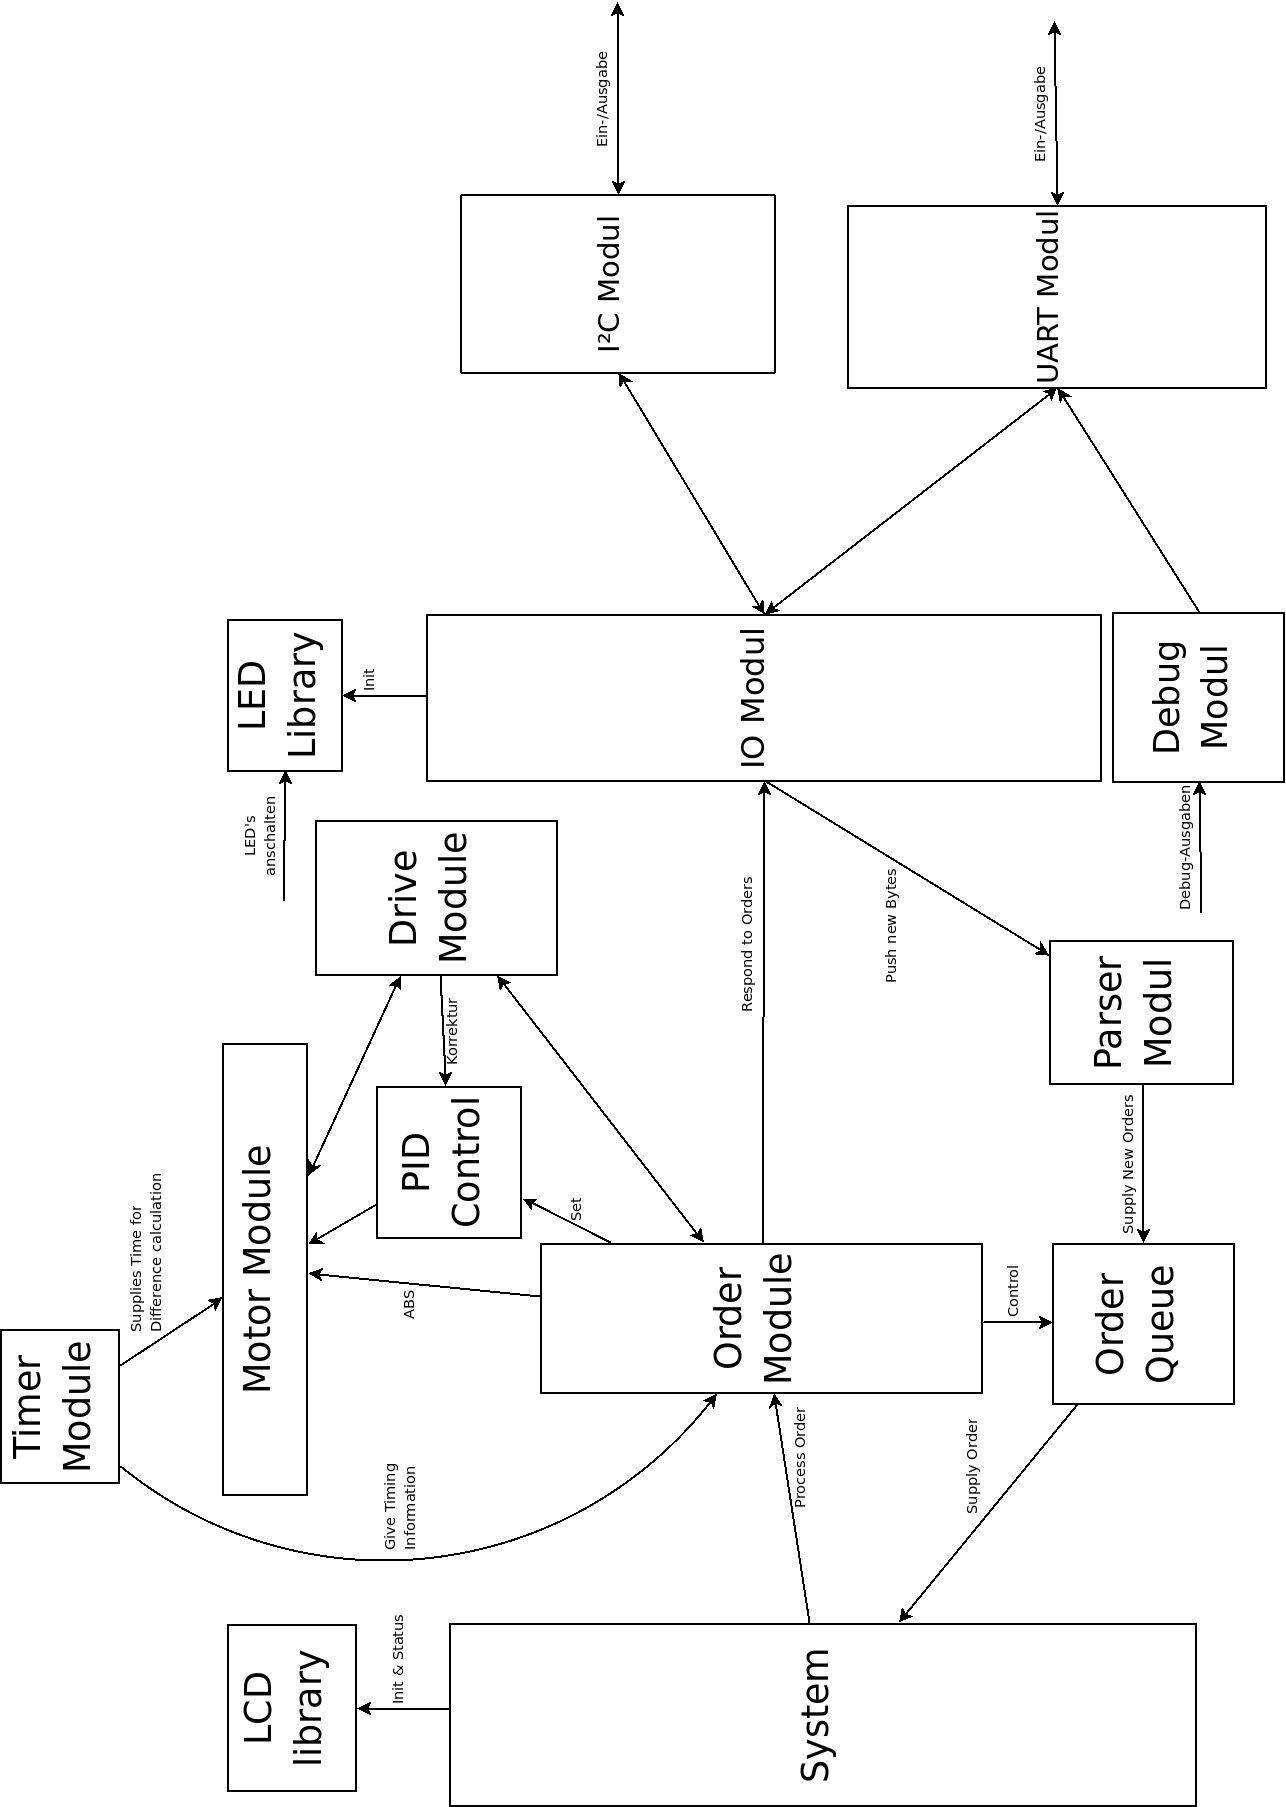 Timer
Module
Supplies Time for
Difference calculation
Give Timing
Information
LCD
library
Init & Status
System
Motor Module
LED's
anschalten
LED
Library
Init
Drive
Module
Korrektur
PID
Control
Set
ABS
Order
Module
Process Order
Supply Order
Control
Order
Queue
Supply New Orders
Parser
Modul
Push new Bytes
Respond to Orders
IO Modul
Debug-Ausgaben
Debug
Modul
I²C Modul
Ein-/Ausgabe
UART Modul
Ein-/Ausgabe